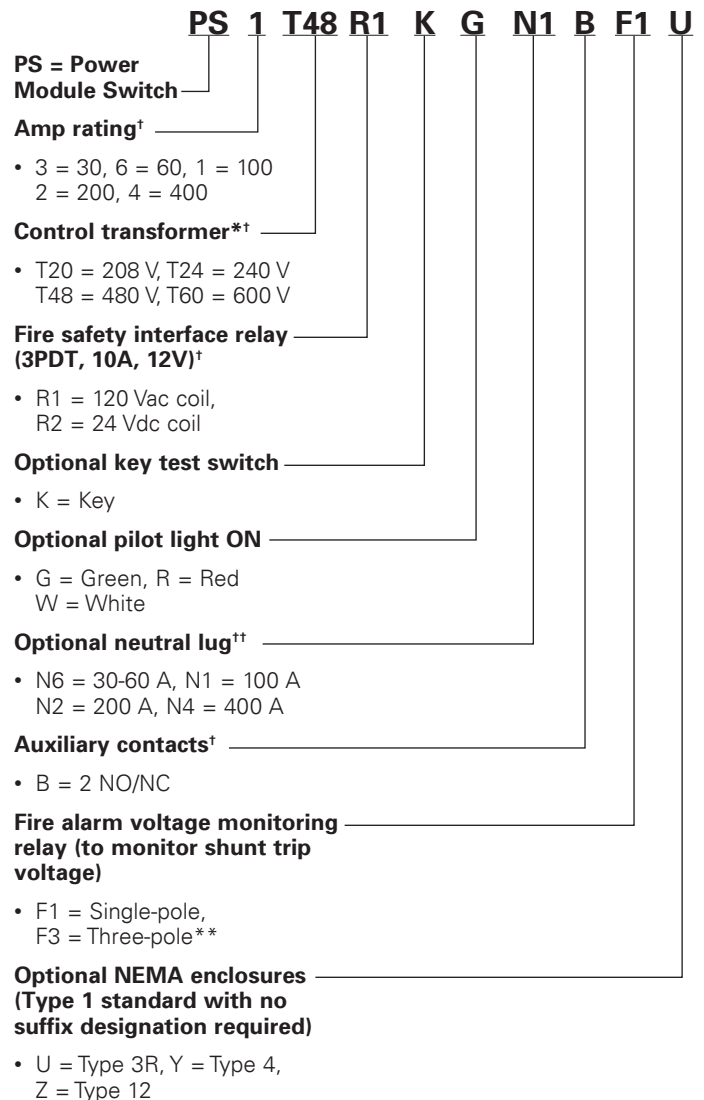 PS 1 T48 R1 K G N1 B F1 U
PS = Power
Module Switch
Amp rating†
• 3 = 30, 6 = 60, 1 = 100
2 = 200, 4 = 400
Control transformer*†
• T20 = 208 V, T24 = 240 V
T48 = 480 V, T60 = 600 V
Fire safety interface relay
(3PDT, 10A, 12V)†
• R1 = 120 Vac coil,
R2 = 24 Vdc coil
Optional key test switch
• K = Key
Optional pilot light ON
• G = Green, R = Red
W = White
Optional neutral lug††
• N6 = 30-60 A, N1 = 100 A
N2 = 200 A, N4 = 400 A
Auxiliary contacts†
• B = 2 NO/NC
Fire alarm voltage monitoring
relay (to monitor shunt trip
voltage)
• F1 = Single-pole,
F3 = Three-pole**
Optional NEMA enclosures
(Type 1 standard with no
suffix designation required)
• U = Type 3R, Y = Type 4,
Z = Type 12